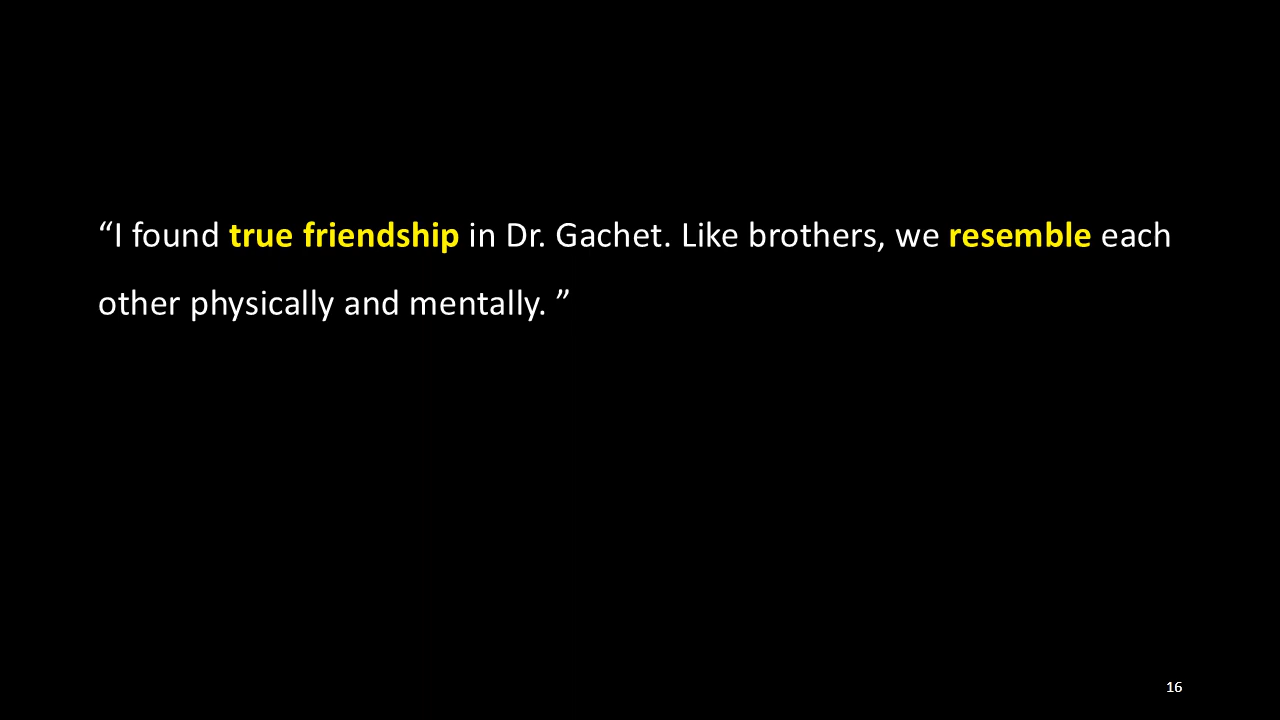 “I found true friendship in Dr. Gachet. Like brothers, we resemble each
other physically and mentally. ”
16